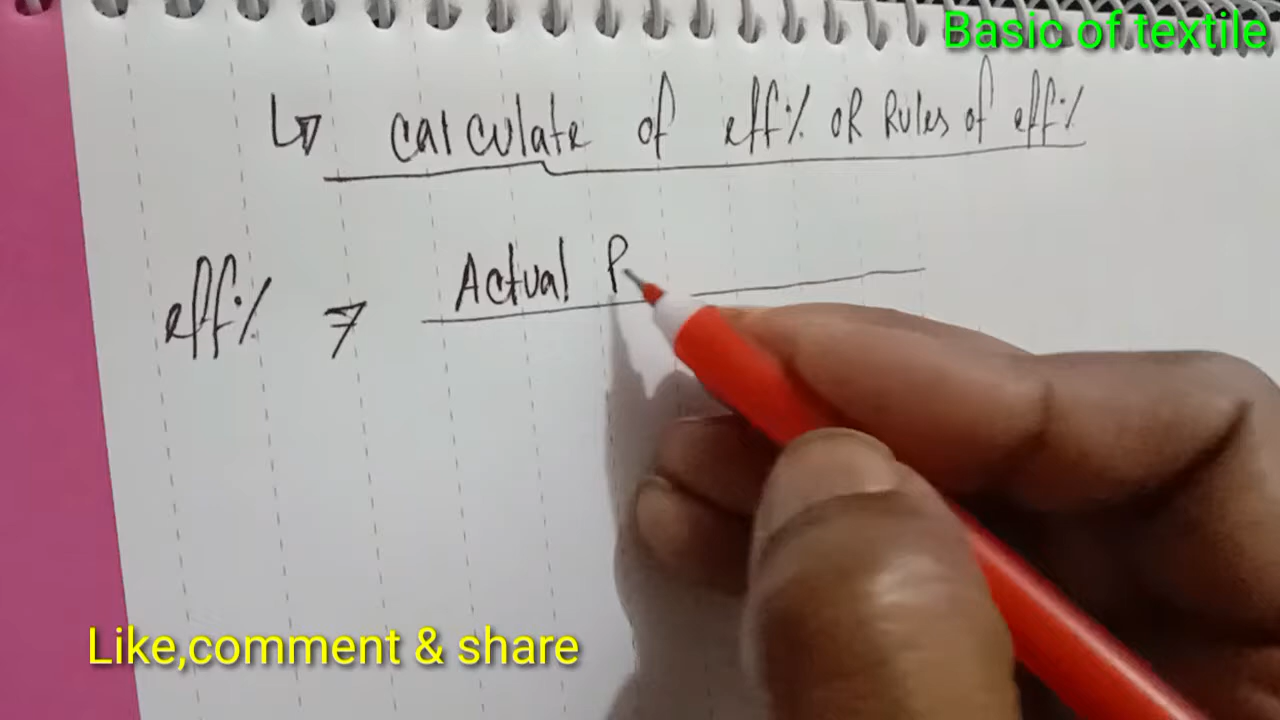 Basic of textile
calculate of eff% OR Rules of eff%
Actual P
eff% ⇒
Like,comment & share